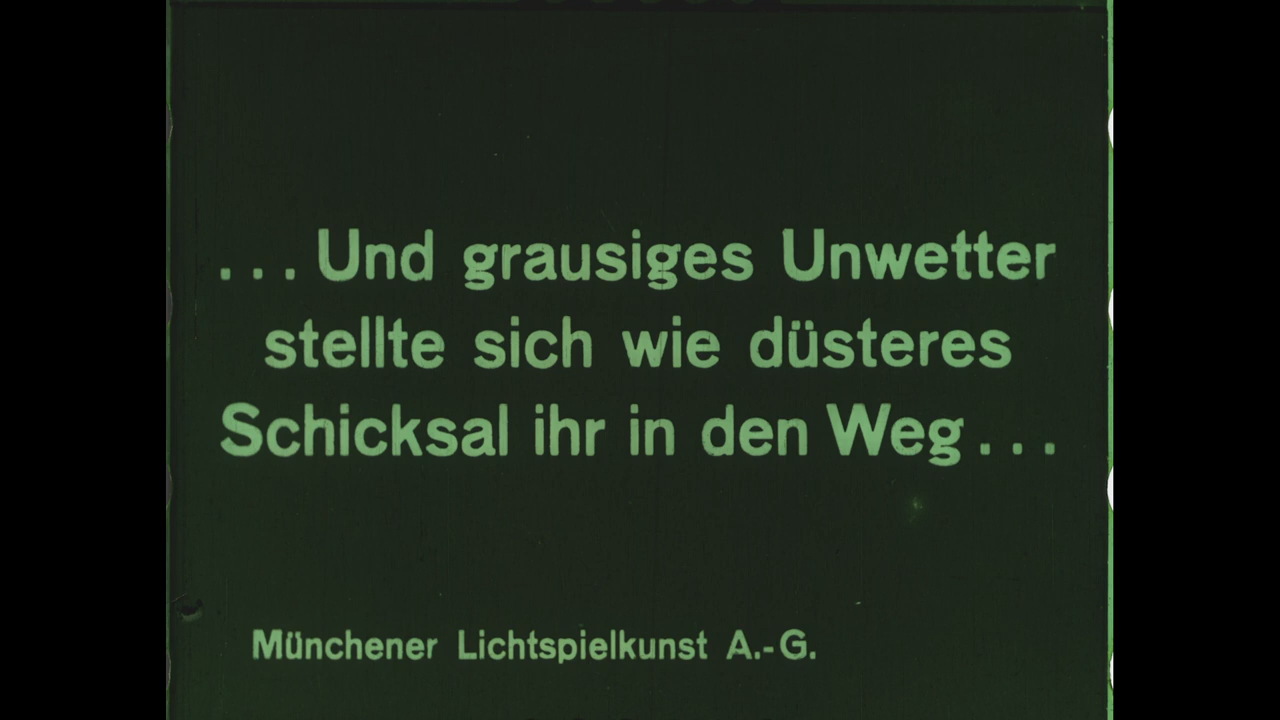 ... Und grausiges Unwetter
stellte sich wie düsteres
Schicksal ihr in den Weg ...
Münchener Lichtspielkunst A.-G.